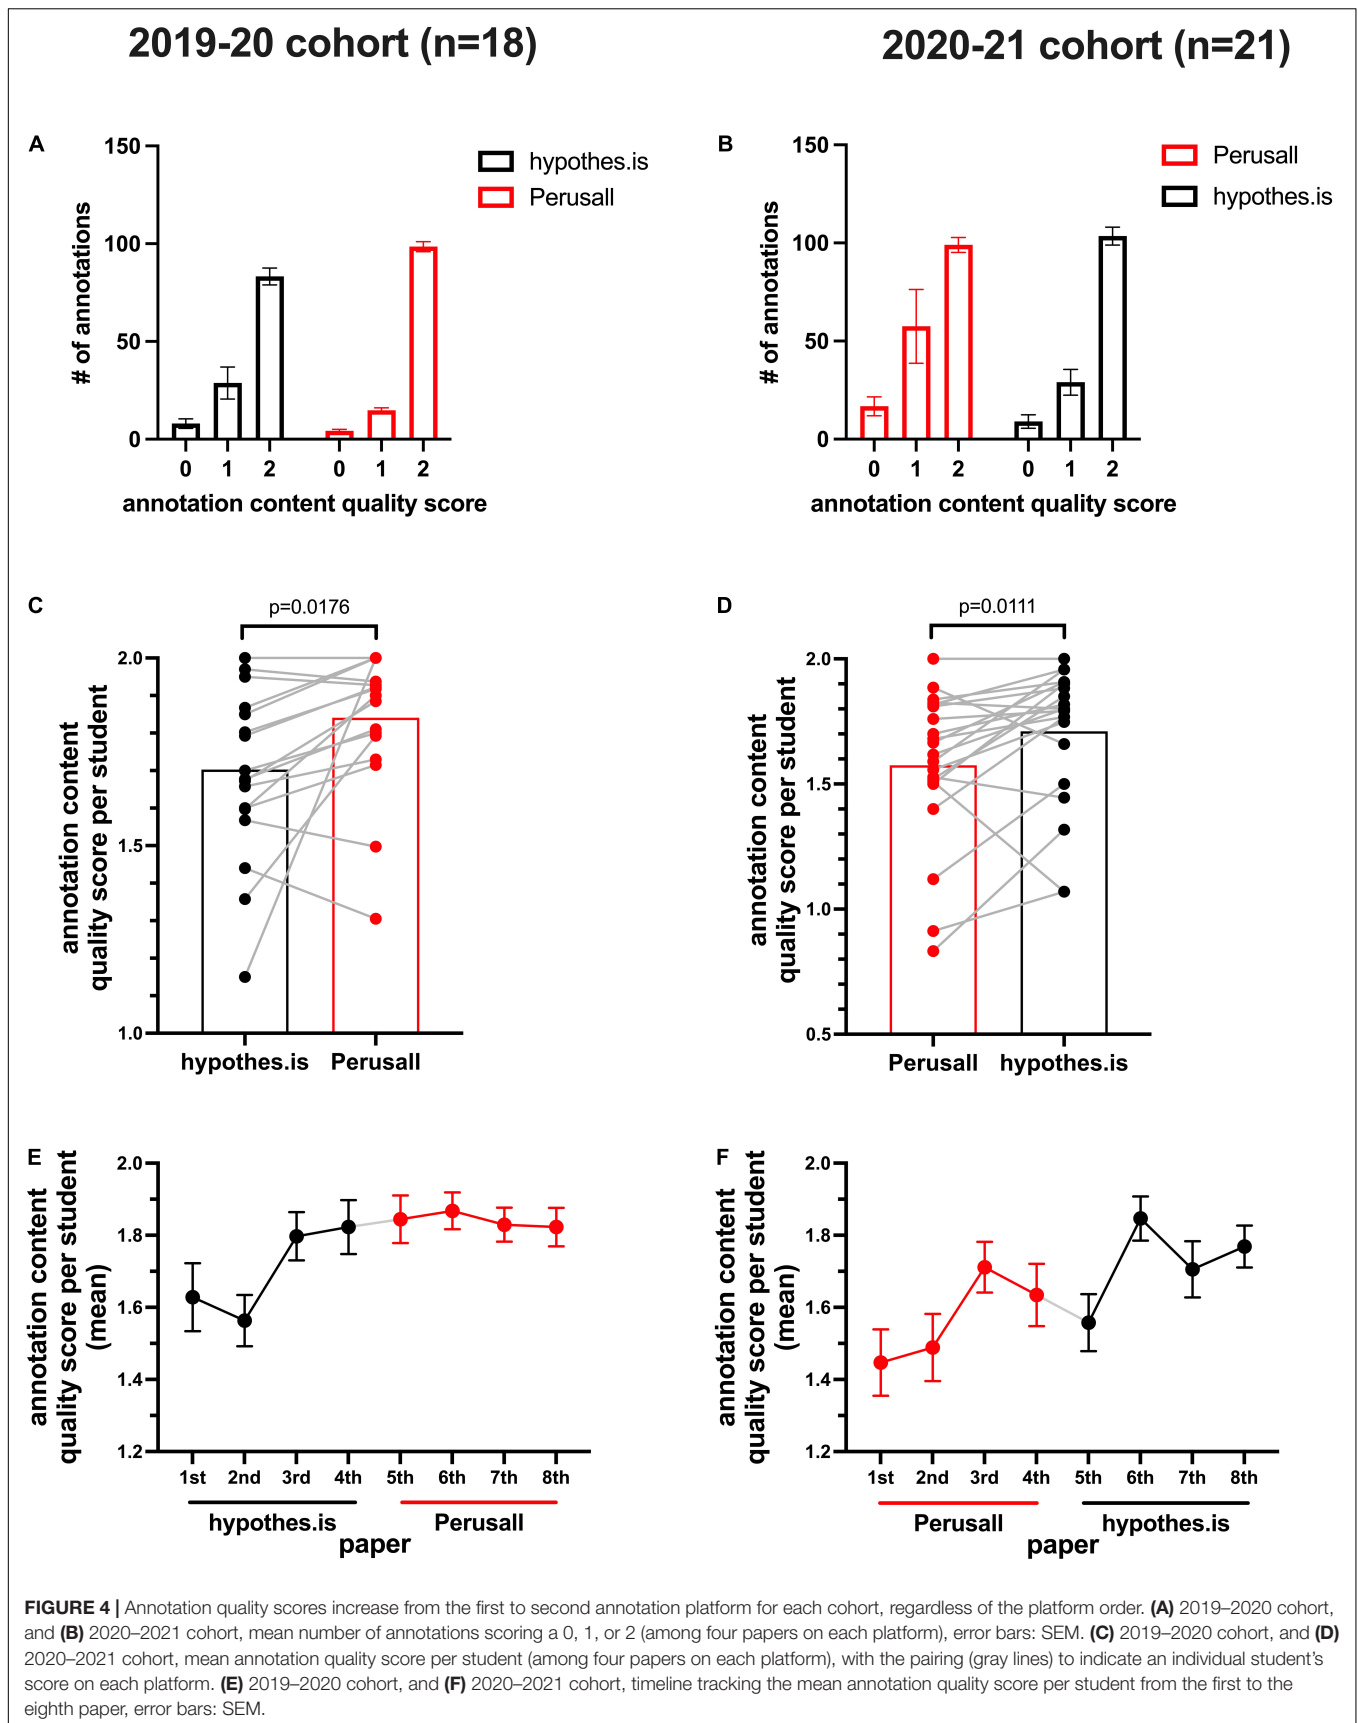 2019-20 cohort (n=18)
2020-21 cohort (n=21)
A
150
100
50
0
# of annotations
hypothes.is
Perusall
0 1 2 0 1 2
annotation content quality score
B
150
100
50
0
# of annotations
Perusall
hypothes.is
0 1 2 0 1 2
annotation content quality score
C
p=0.0176
2.0
1.5
1.0
annotation content
quality score per student
hypothes.is Perusall
D
p=0.0111
2.0
1.5
1.0
0.5
annotation content
quality score per student
Perusall hypothes.is
E
2.0
1.8
1.6
1.4
1.2
annotation content
quality score per student
(mean)
1st 2nd 3rd 4th 5th 6th 7th 8th
hypothes.is Perusall
paper
F
2.0
1.8
1.6
1.4
1.2
annotation content
quality score per student
(mean)
1st 2nd 3rd 4th 5th 6th 7th 8th
Perusall hypothes.is
paper
FIGURE 4 | Annotation quality scores increase from the first to second annotation platform for each cohort, regardless of the platform order. (A) 2019–2020 cohort,
and (B) 2020–2021 cohort, mean number of annotations scoring a 0, 1, or 2 (among four papers on each platform), error bars: SEM. (C) 2019–2020 cohort, and (D)
2020–2021 cohort, mean annotation quality score per student (among four papers on each platform), with the pairing (gray lines) to indicate an individual student's
score on each platform. (E) 2019–2020 cohort, and (F) 2020–2021 cohort, timeline tracking the mean annotation quality score per student from the first to the
eighth paper, error bars: SEM.